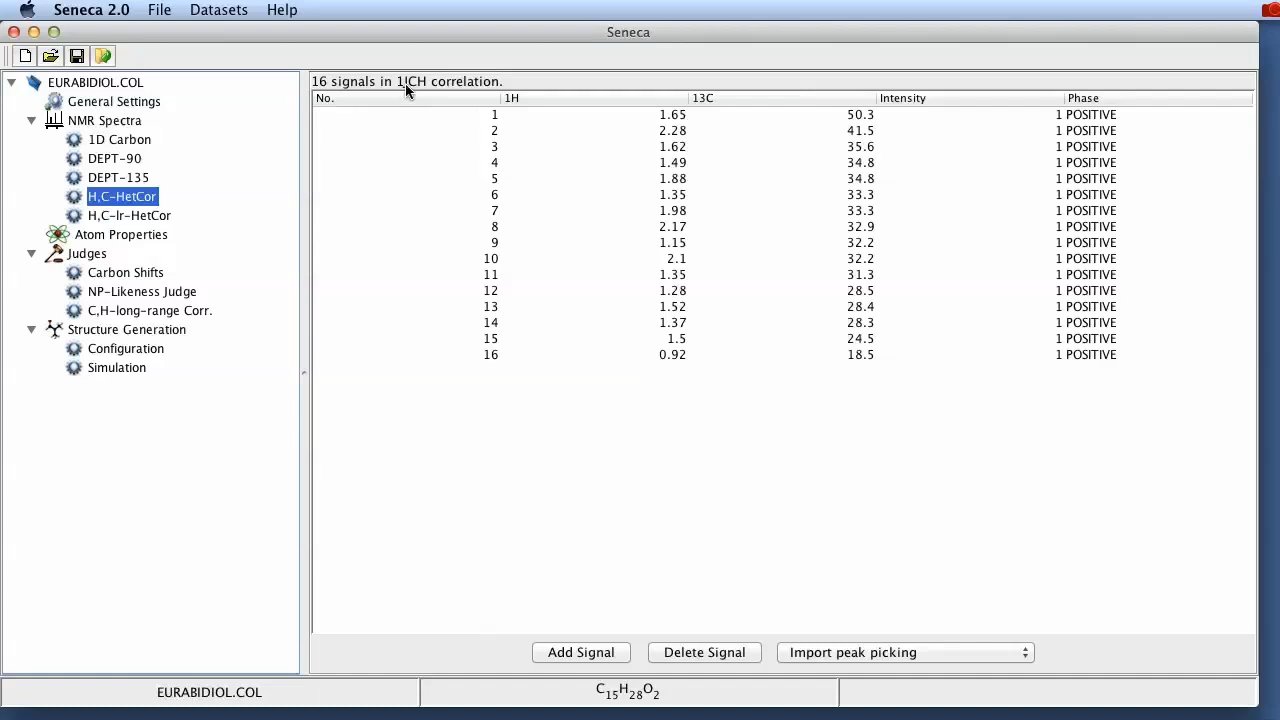 Seneca 2.0 File Datasets Help
Seneca
EURABIDIOL.COL
General Settings
NMR Spectra
1D Carbon
DEPT-90
DEPT-135
H,C-HetCor
H,C-lr-HetCor
Atom Properties
Judges
Carbon Shifts
NP-Likeness Judge
C,H-long-range Corr.
Structure Generation
Configuration
Simulation
16 signals in 1JCH correlation.
No. 1H 13C Intensity Phase
1 1.65 50.3 1 POSITIVE
2 2.28 41.5 1 POSITIVE
3 1.62 35.6 1 POSITIVE
4 1.49 34.8 1 POSITIVE
5 1.88 34.8 1 POSITIVE
6 1.35 33.3 1 POSITIVE
7 1.98 33.3 1 POSITIVE
8 2.17 32.9 1 POSITIVE
9 1.15 32.2 1 POSITIVE
10 2.1 32.2 1 POSITIVE
11 1.35 31.3 1 POSITIVE
12 1.28 28.5 1 POSITIVE
13 1.52 28.4 1 POSITIVE
14 1.37 28.3 1 POSITIVE
15 1.5 24.5 1 POSITIVE
16 0.92 18.5 1 POSITIVE
Add Signal Delete Signal Import peak picking
EURABIDIOL.COL C₁₅H₂₈O₂